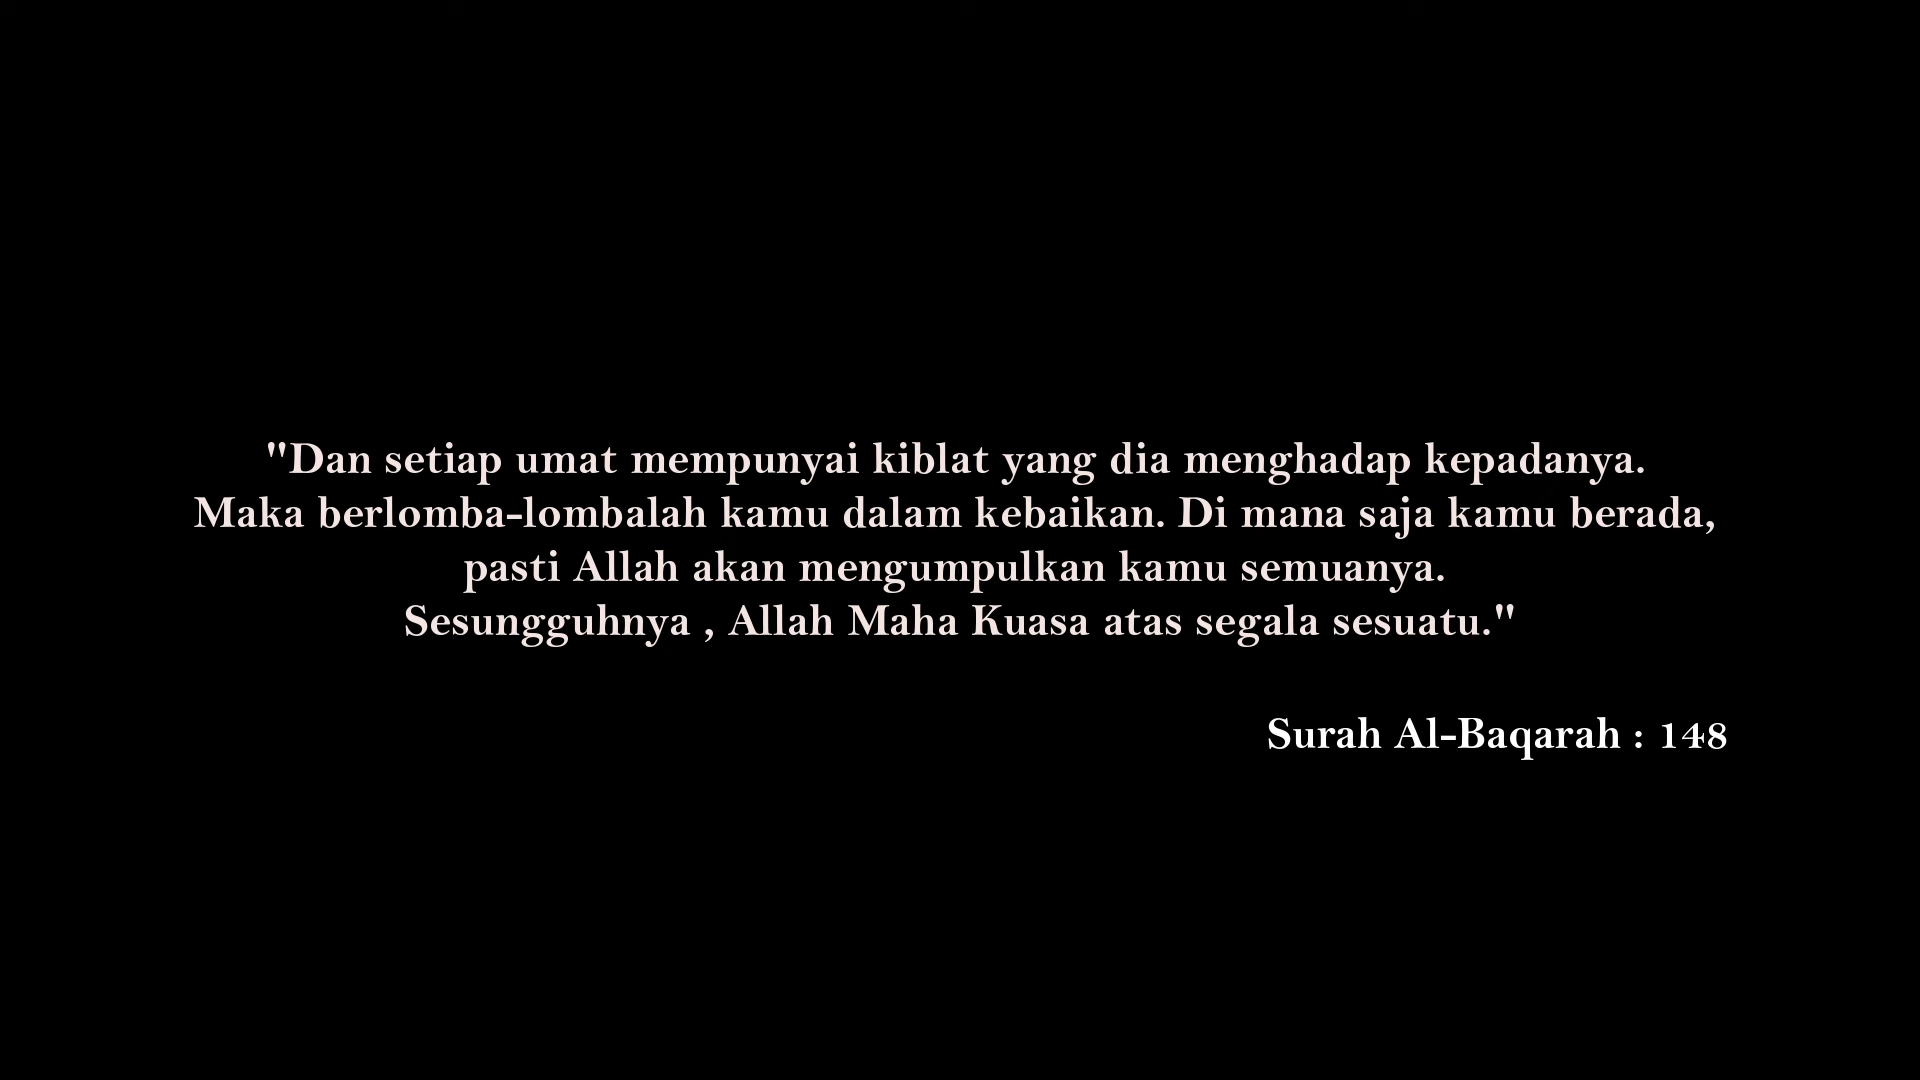 "Dan setiap umat mempunyai kiblat yang dia menghadap kepadanya.
Maka berlomba-lombalah kamu dalam kebaikan. Di mana saja kamu berada,
pasti Allah akan mengumpulkan kamu semuanya.
Sesungguhnya , Allah Maha Kuasa atas segala sesuatu."
Surah Al-Baqarah : 148